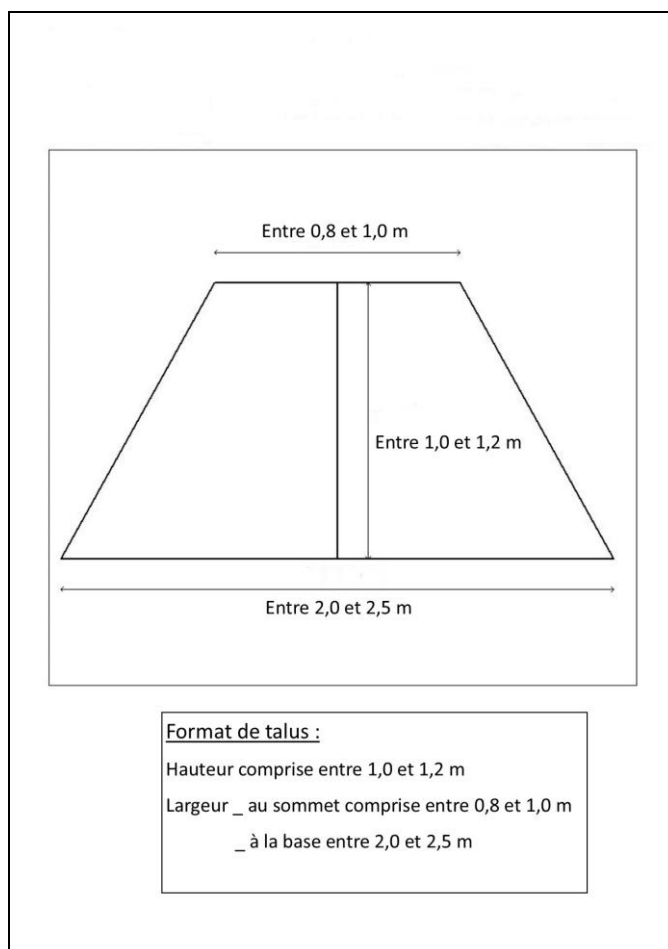 Entre 0,8 et 1,0 m
Entre 1,0 et 1,2 m
Entre 2,0 et 2,5 m
Format de talus :
Hauteur comprise entre 1,0 et 1,2 m
Largeur _ au sommet comprise entre 0,8 et 1,0 m
_ à la base entre 2,0 et 2,5 m